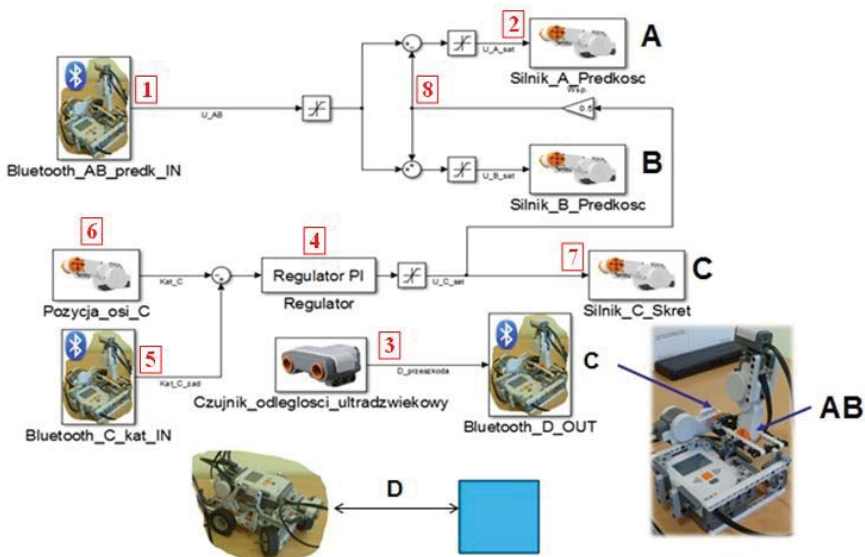 2
A
U_A_sat
Silnik_A_Predkosc
1
U_AB
8
Wsp.
0.5
Bluetooth_AB_predk_IN
B
U_B_sat
Silnik_B_Predkosc
6
4
7
C
Kat_C
Regulator PI
U_C_sat
Pozycja_osi_C
Regulator
Silnik_C_Skret
5
3
Kat_C_zad
D_przeszkoda
C
Czujnik_odleglosci_ultradzwiekowy
Bluetooth_C_kat_IN
Bluetooth_D_OUT
AB
D